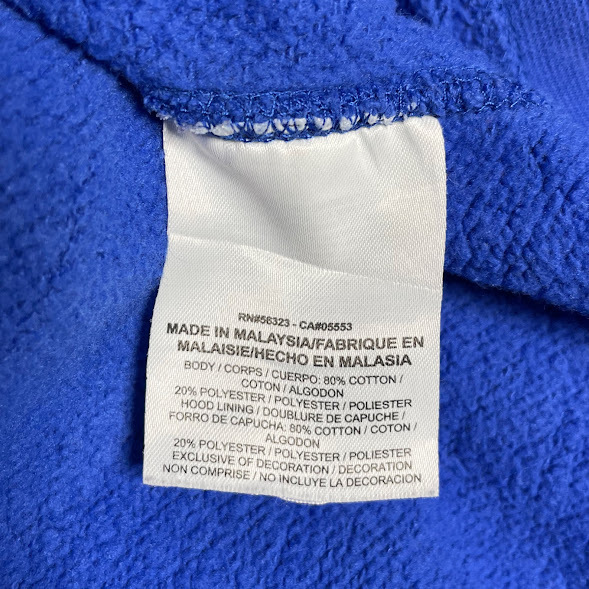 RN#56323 - CA#05553
MADE IN MALAYSIA/FABRIQUE EN
MALAISIE/HECHO EN MALASIA
BODY / CORPS / CUERPO: 80% COTTON /
COTON / ALGODON
20% POLYESTER / POLYESTER / POLIESTER
HOOD LINING / DOUBLURE DE CAPUCHE /
FORRO DE CAPUCHA: 80% COTTON / COTON /
ALGODON
20% POLYESTER / POLYESTER / POLIESTER
EXCLUSIVE OF DECORATION / DECORATION
NON COMPRISE / NO INCLUYE LA DECORACION